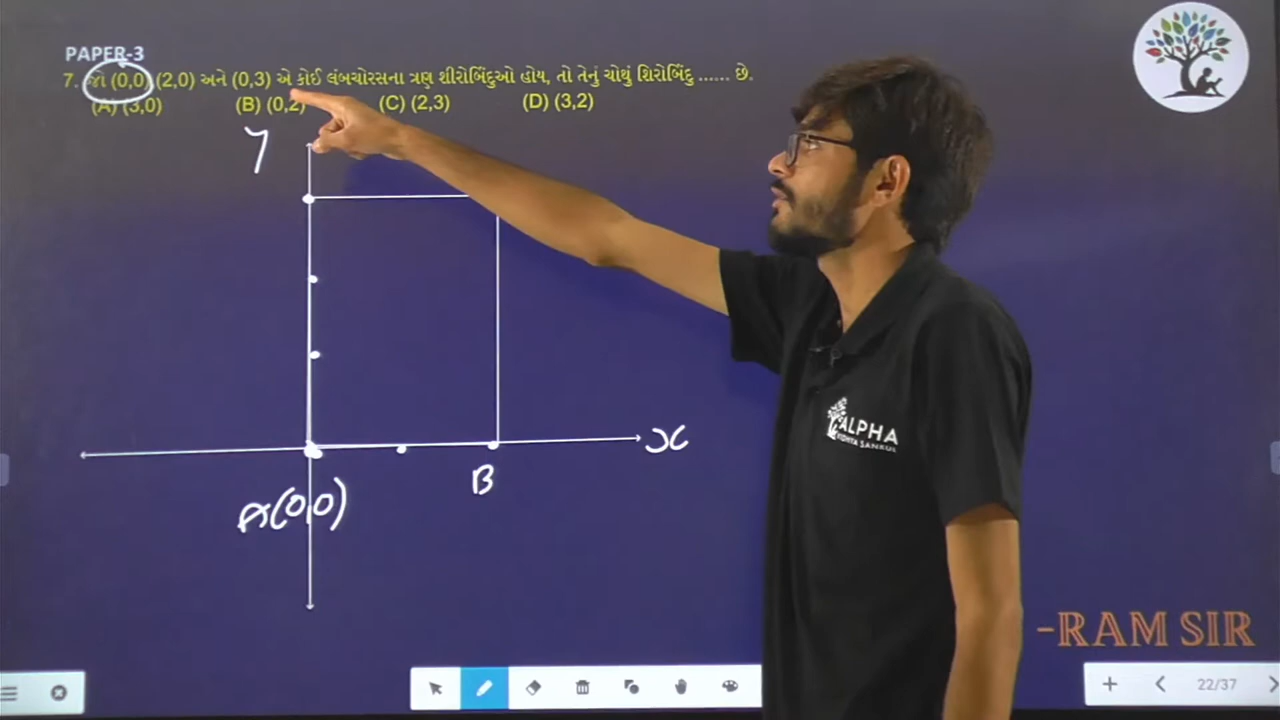 PAPER-3
7. જો (0,0) (2,0) અને (0,3) એ કોઈ લંબચોરસના ત્રણ શીરોબિંદુઓ હોય, તો તેનું ચોથું શિરોબિંદુ ...... છે.
(A) (3,0) (B) (0,2) (C) (2,3) (D) (3,2)
Y
x
B
A(0,0)
ALPHA
VIDHYA SANKUL
-RAM SIR
22/37